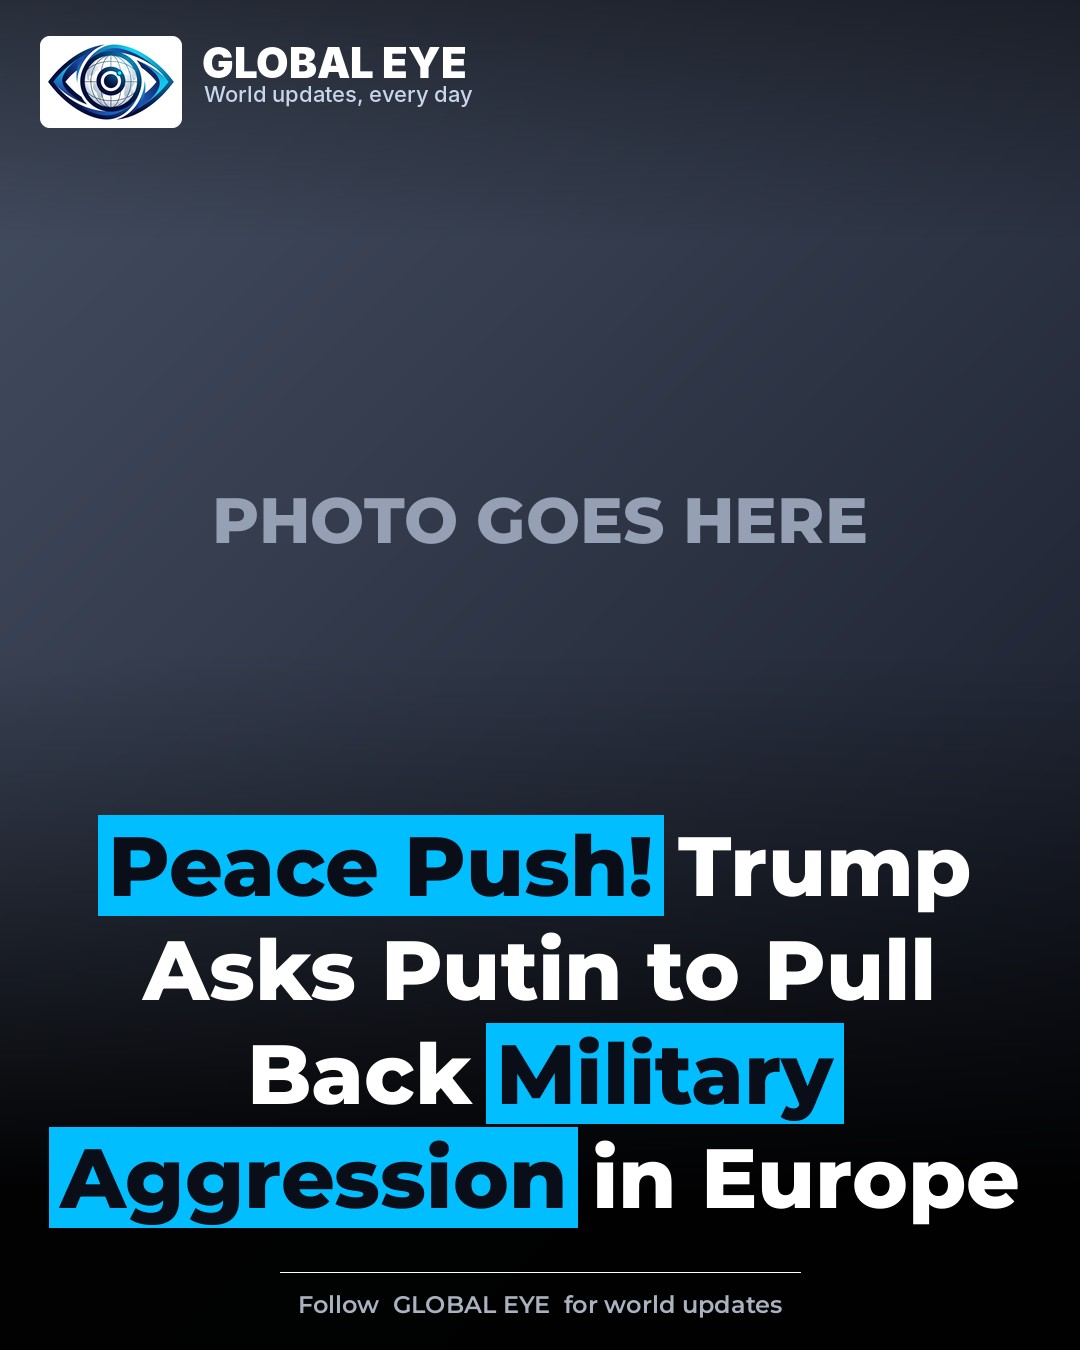 GLOBAL EYE
World updates, every day
PHOTO GOES HERE
Peace Push! Trump
Asks Putin to Pull
Back Military
Aggression in Europe
Follow GLOBAL EYE for world updates